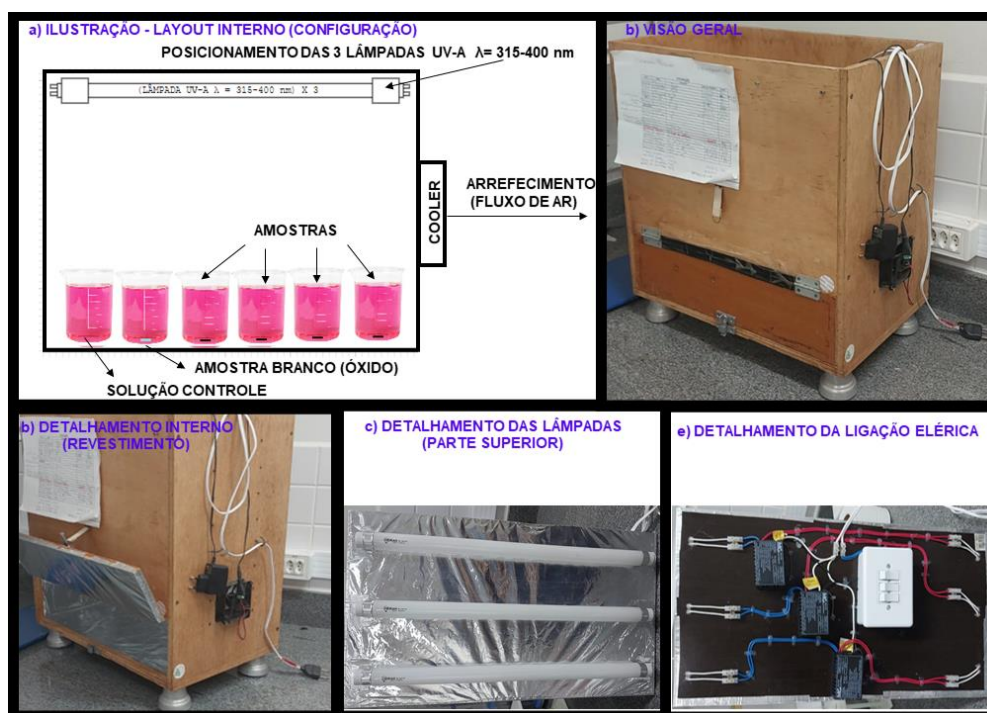 a) ILUSTRAÇÃO - LAYOUT INTERNO (CONFIGURAÇÃO)
POSICIONAMENTO DAS 3 LÂMPADAS UV-A λ= 315-400 nm
(LÂMPADA UV-A λ = 315-400 nm) X 3
COOLER
ARREFECIMENTO
(FLUXO DE AR)
AMOSTRAS
AMOSTRA BRANCO (ÓXIDO)
SOLUÇÃO CONTROLE
b) VISÃO GERAL
b) DETALHAMENTO INTERNO
(REVESTIMENTO)
c) DETALHAMENTO DAS LÂMPADAS
(PARTE SUPERIOR)
e) DETALHAMENTO DA LIGAÇÃO ELÉRICA